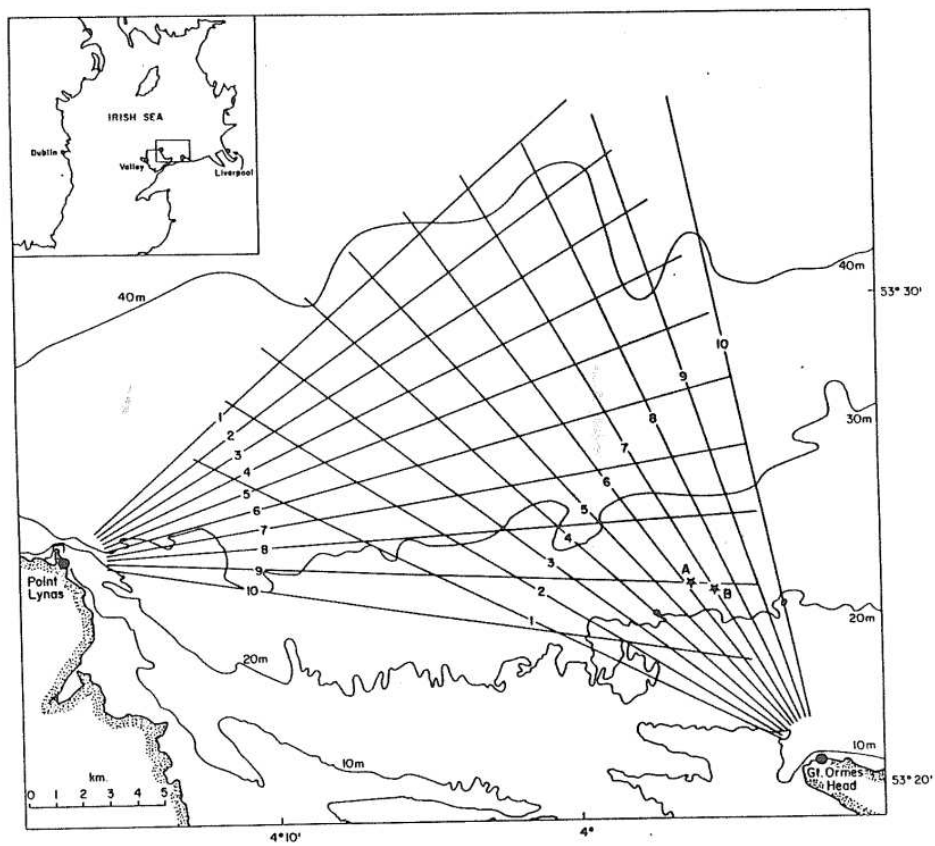 IRISH SEA
Dublin
Valley
Liverpool
40m
40m
53° 30'
10
9
1
2
8
3
30m
4
7
5
6
6
7
5
8
4
Point
Lynas
9
3
A
10
2
B
1
20m
20m
10m
10m
Gt. Ormes
Head
53° 20'
km.
0 1 3 5
4° 10'
4°